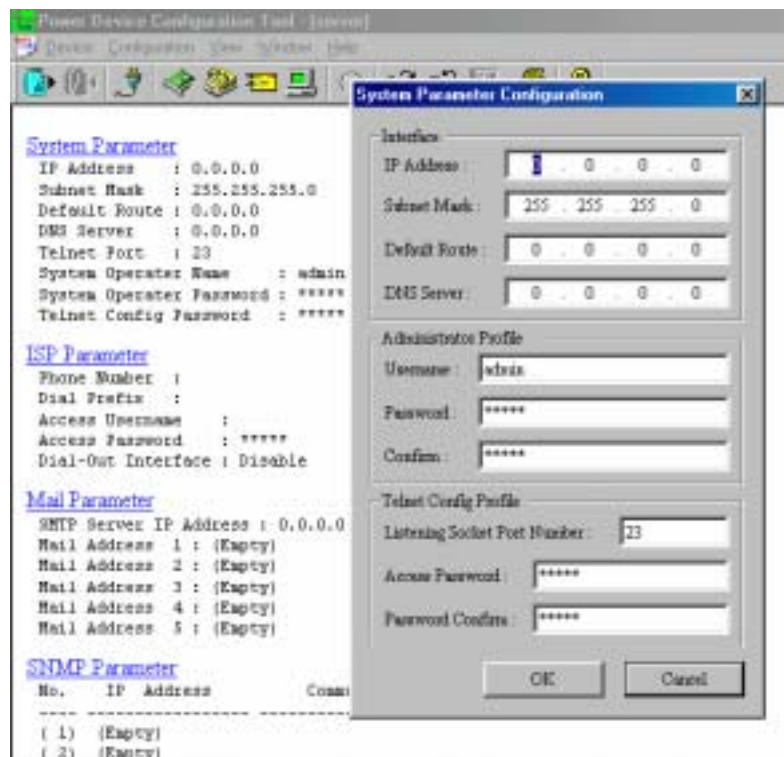 Power Device Configuration Tool - [server]
Device Configuration View Window Help
System Parameter
IP Address : 0.0.0.0
Subnet Mask : 255.255.255.0
Default Route : 0.0.0.0
DNS Server : 0.0.0.0
Telnet Port : 23
System Operater Name : admin
System Operater Password : *****
Telnet Config Password : *****
ISP Parameter
Phone Number :
Dial Prefix :
Access Username :
Access Password : *****
Dial-Out Interface : Disable
Mail Parameter
SMTP Server IP Address : 0.0.0.0
Mail Address 1 : (Empty)
Mail Address 2 : (Empty)
Mail Address 3 : (Empty)
Mail Address 4 : (Empty)
Mail Address 5 : (Empty)
SNMP Parameter
No. IP Address Commu
---- ------------------ ----------
( 1) (Empty)
( 2) (Empty)
System Parameter Configuration
Interface
IP Address : 0 . 0 . 0 . 0
Subnet Mask : 255 . 255 . 255 . 0
Default Route : 0 . 0 . 0 . 0
DNS Server : 0 . 0 . 0 . 0
Administrator Profile
Username : admin
Password : *****
Confirm : *****
Telnet Config Profile
Listening Socket Port Number : 23
Access Password : *****
Password Confirm : *****
OK Cancel